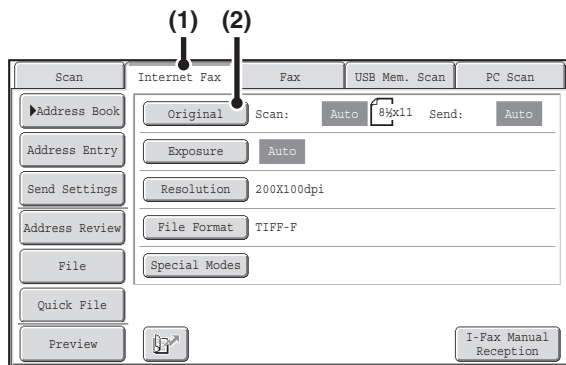 (1) (2)
Scan Internet Fax Fax USB Mem. Scan PC Scan
Address Book Original Scan: Auto 8½x11 Send: Auto
Address Entry Exposure Auto
Send Settings Resolution 200X100dpi
Address Review File Format TIFF-F
File Special Modes
Quick File
Preview I-Fax Manual
Reception